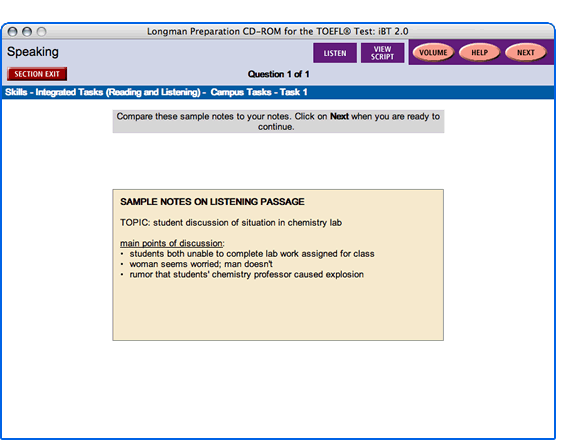 Longman Preparation CD-ROM for the TOEFL® Test: iBT 2.0
Speaking
LISTEN
VIEW SCRIPT
VOLUME
HELP
NEXT
SECTION EXIT
Question 1 of 1
Skills - Integrated Tasks (Reading and Listening) - Campus Tasks - Task 1
Compare these sample notes to your notes. Click on Next when you are ready to
continue.
SAMPLE NOTES ON LISTENING PASSAGE
TOPIC: student discussion of situation in chemistry lab
main points of discussion:
• students both unable to complete lab work assigned for class
• woman seems worried; man doesn't
• rumor that students' chemistry professor caused explosion